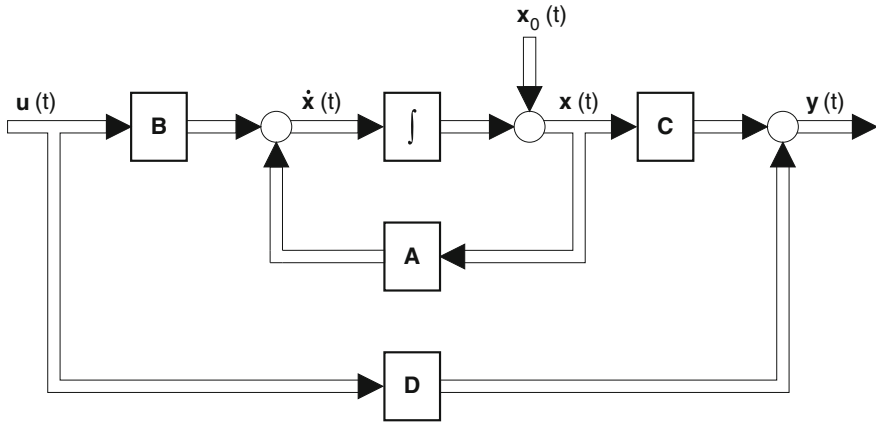 x₀ (t)
u (t)
B
ẋ (t)
∫
x (t)
C
y (t)
A
D